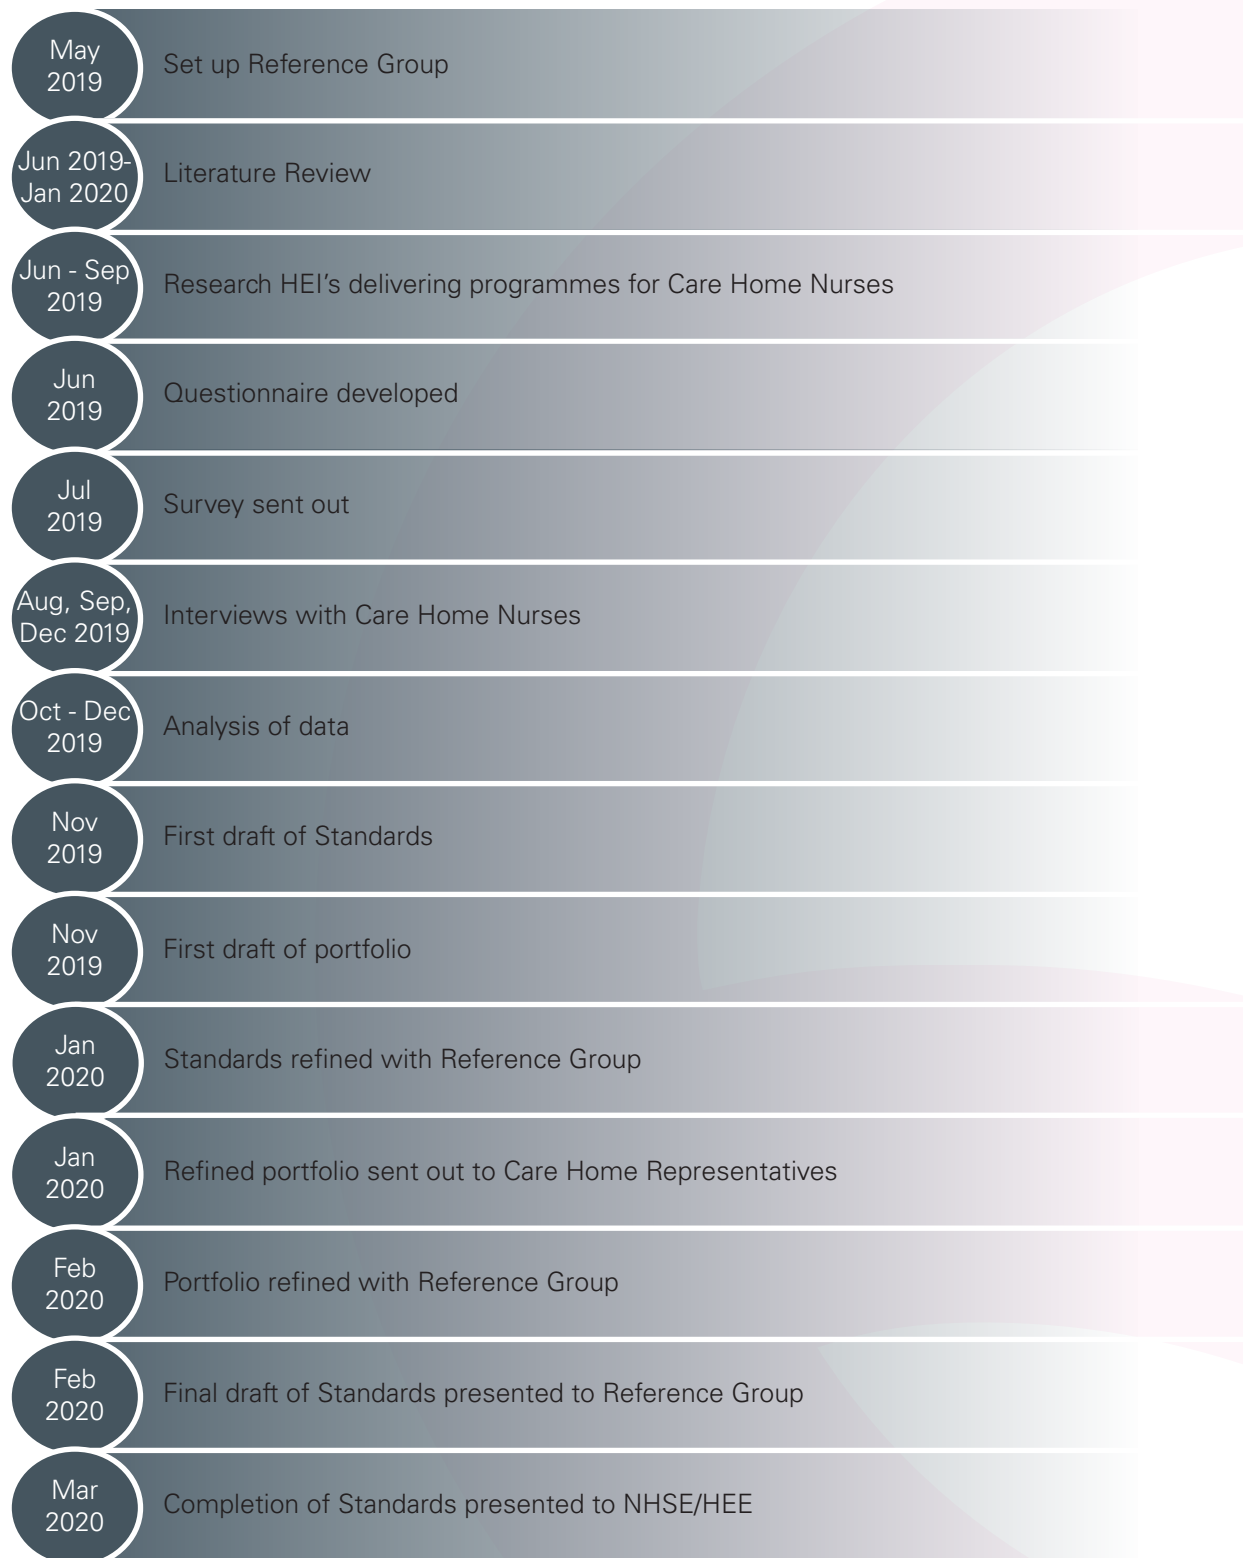 May
2019
Set up Reference Group
Jun 2019-
Jan 2020
Literature Review
Jun - Sep
2019
Research HEI’s delivering programmes for Care Home Nurses
Jun
2019
Questionnaire developed
Jul
2019
Survey sent out
Aug, Sep,
Dec 2019
Interviews with Care Home Nurses
Oct - Dec
2019
Analysis of data
Nov
2019
First draft of Standards
Nov
2019
First draft of portfolio
Jan
2020
Standards refined with Reference Group
Jan
2020
Refined portfolio sent out to Care Home Representatives
Feb
2020
Portfolio refined with Reference Group
Feb
2020
Final draft of Standards presented to Reference Group
Mar
2020
Completion of Standards presented to NHSE/HEE